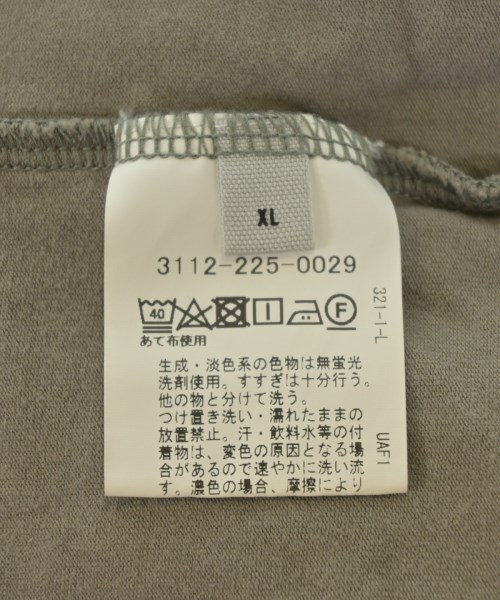 XL
3112-225-0029
40 F
あて布使用
生成・淡色系の色物は無蛍光
洗剤使用。すすぎは十分行う。
他の物と分けて洗う。
つけ置き洗い・濡れたままの
放置禁止。汗・飲料水等の付
着物は、変色の原因となる場
合があるので速やかに洗い流
す。濃色の場合、摩擦により
321-1-L
UAF1